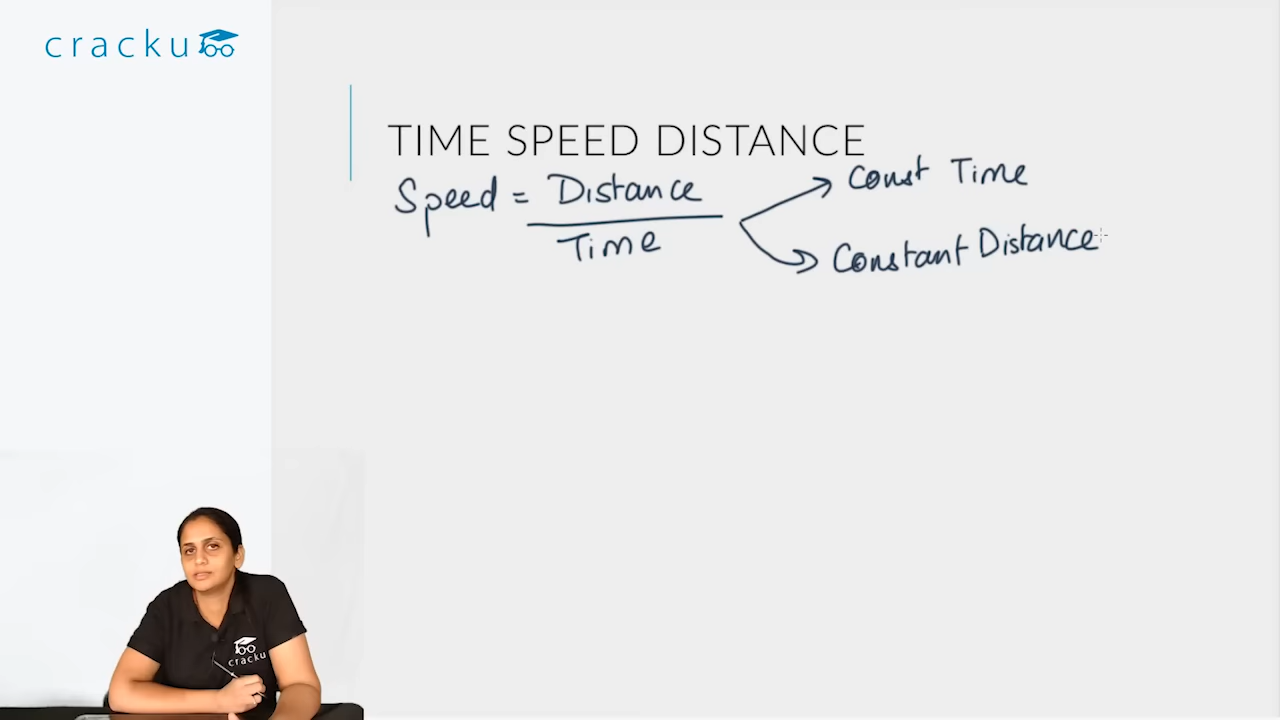 cracku
TIME SPEED DISTANCE
Speed = Distance
Time
Const Time
Constant Distance
cracku